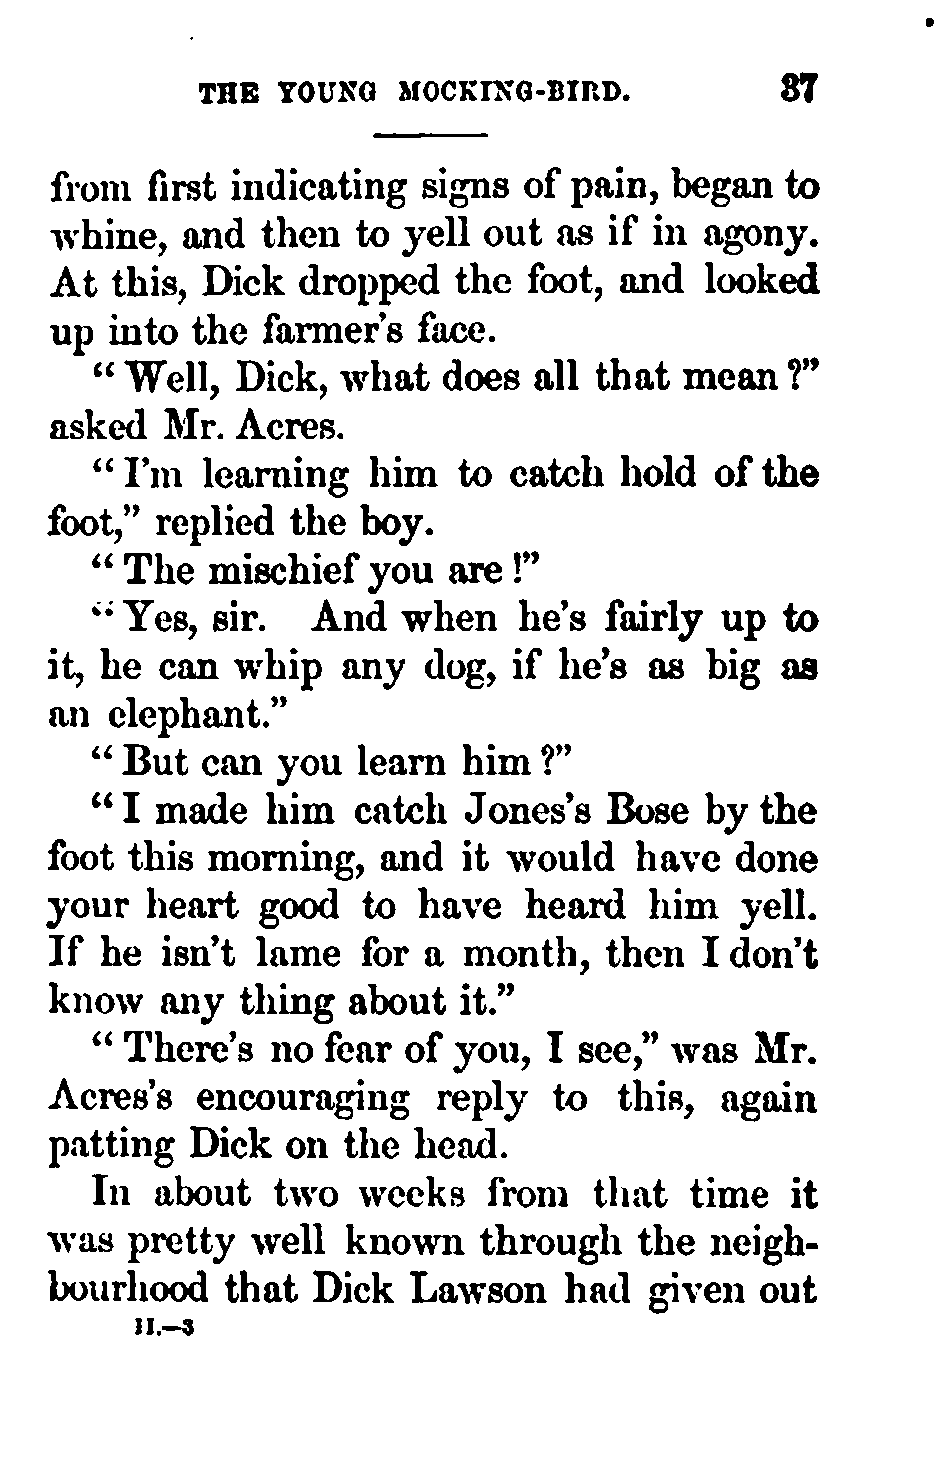 THE YOUNG MOCKING-BIRD. 37
from first indicating signs of pain, began to
whine, and then to yell out as if in agony.
At this, Dick dropped the foot, and looked
up into the farmer's face.
"Well, Dick, what does all that mean?"
asked Mr. Acres.
"I'm learning him to catch hold of the
foot," replied the boy.
"The mischief you are!"
"Yes, sir. And when he's fairly up to
it, he can whip any dog, if he's as big as
an elephant."
"But can you learn him?"
"I made him catch Jones's Bose by the
foot this morning, and it would have done
your heart good to have heard him yell.
If he isn't lame for a month, then I don't
know any thing about it."
"There's no fear of you, I see," was Mr.
Acres's encouraging reply to this, again
patting Dick on the head.
In about two weeks from that time it
was pretty well known through the neigh-
bourhood that Dick Lawson had given out
II.—3